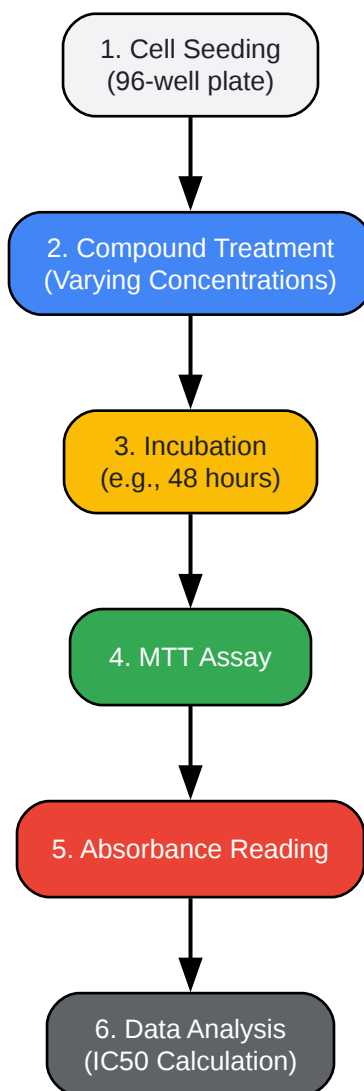 1. Cell Seeding
(96-well plate)
2. Compound Treatment
(Varying Concentrations)
3. Incubation
(e.g., 48 hours)
4. MTT Assay
5. Absorbance Reading
6. Data Analysis
(IC50 Calculation)